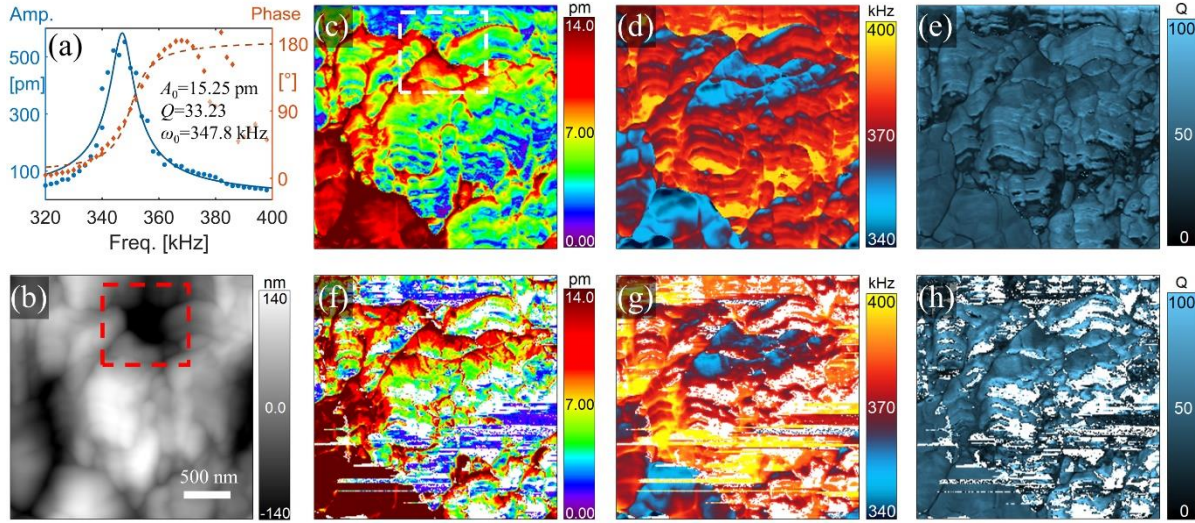 Amp.
Phase
(a)
500
[pm]
300
100
180
[°]
90
0
A0=15.25 pm
Q=33.23
ω0=347.8 kHz
320 340 360 380 400
Freq. [kHz]
(c)
pm
14.0
7.00
0.00
(d)
kHz
400
370
340
(e)
Q
100
50
0
(b)
nm
140
0.0
-140
500 nm
(f)
pm
14.0
7.00
0.00
(g)
kHz
400
370
340
(h)
Q
100
50
0